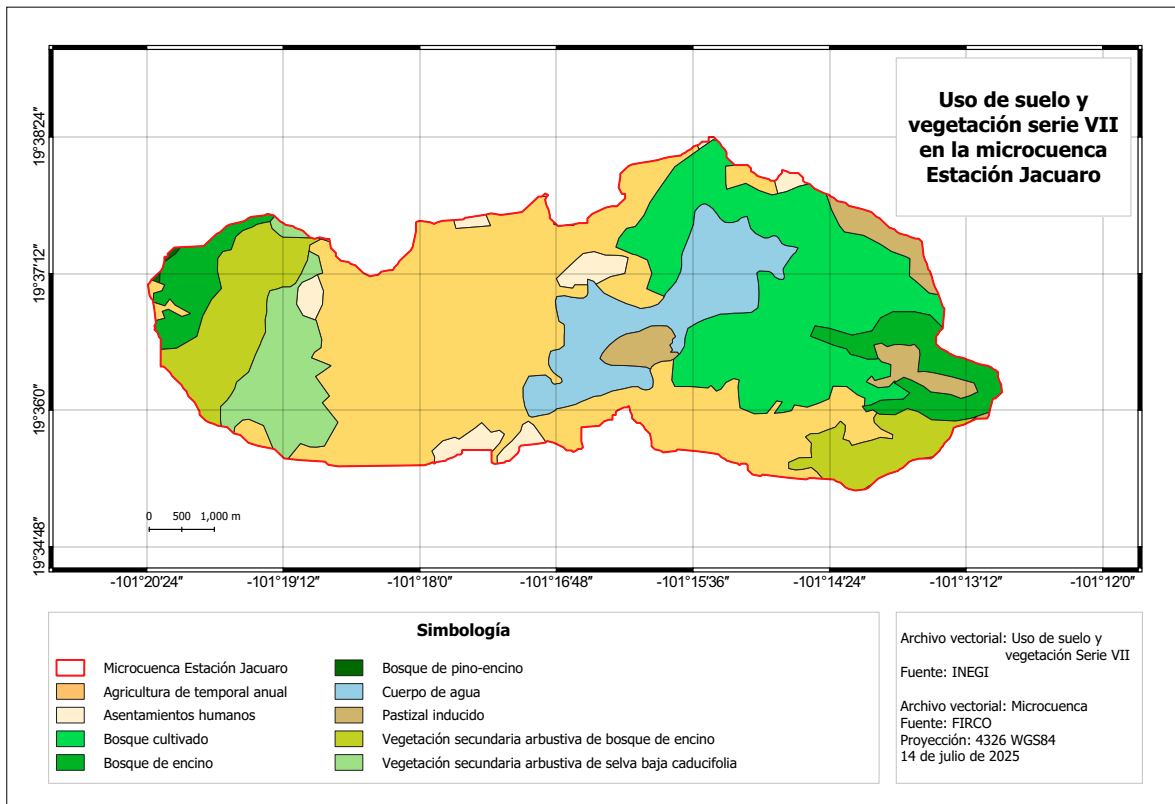 Uso de suelo y
vegetación serie VII
en la microcuenca
Estación Jacuaro
19°38'24″
19°37'12″
19°36'0″
19°34'48″
0 500 1,000 m
-101°20'24″ -101°19'12″ -101°18'0″ -101°16'48″ -101°15'36″ -101°14'24″ -101°13'12″ -101°12'0″
Simbología
Microcuenca Estación Jacuaro
Agricultura de temporal anual
Asentamientos humanos
Bosque cultivado
Bosque de encino
Bosque de pino-encino
Cuerpo de agua
Pastizal inducido
Vegetación secundaria arbustiva de bosque de encino
Vegetación secundaria arbustiva de selva baja caducifolia
Archivo vectorial: Uso de suelo y
vegetación Serie VII
Fuente: INEGI
Archivo vectorial: Microcuenca
Fuente: FIRCO
Proyección: 4326 WGS84
14 de julio de 2025